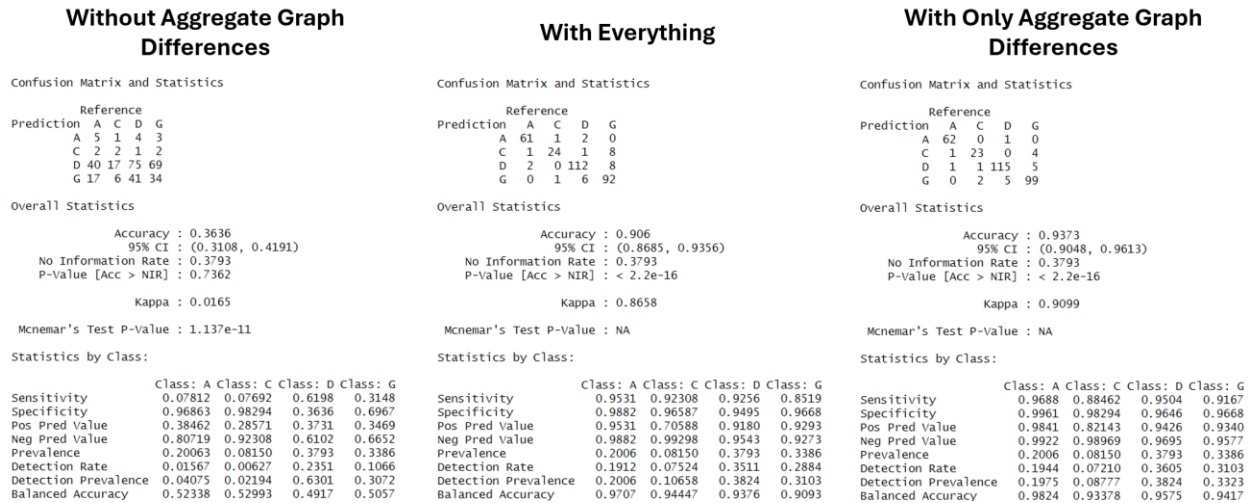 Without Aggregate Graph
Differences
Confusion Matrix and Statistics
Reference
Prediction A C D G
A 5 1 4 3
C 2 2 1 2
D 40 17 75 69
G 17 6 41 34
Overall Statistics
Accuracy : 0.3636
95% CI : (0.3108, 0.4191)
No Information Rate : 0.3793
P-Value [Acc > NIR] : 0.7362
Kappa : 0.0165
Mcnemar's Test P-Value : 1.137e-11
Statistics by Class:
Class: A Class: C Class: D Class: G
Sensitivity 0.07812 0.07692 0.6198 0.3148
Specificity 0.96863 0.98294 0.3636 0.6967
Pos Pred Value 0.38462 0.28571 0.3731 0.3469
Neg Pred Value 0.80719 0.92308 0.6102 0.6652
Prevalence 0.20063 0.08150 0.3793 0.3386
Detection Rate 0.01567 0.00627 0.2351 0.1066
Detection Prevalence 0.04075 0.02194 0.6301 0.3072
Balanced Accuracy 0.52338 0.52993 0.4917 0.5057
With Everything
Confusion Matrix and Statistics
Reference
Prediction A C D G
A 61 1 2 0
C 1 24 1 8
D 2 0 112 8
G 0 1 6 92
Overall Statistics
Accuracy : 0.906
95% CI : (0.8685, 0.9356)
No Information Rate : 0.3793
P-Value [Acc > NIR] : < 2.2e-16
Kappa : 0.8658
Mcnemar's Test P-Value : NA
Statistics by Class:
Class: A Class: C Class: D Class: G
Sensitivity 0.9531 0.92308 0.9256 0.8519
Specificity 0.9882 0.96587 0.9495 0.9668
Pos Pred Value 0.9531 0.70588 0.9180 0.9293
Neg Pred Value 0.9882 0.99298 0.9543 0.9273
Prevalence 0.2006 0.08150 0.3793 0.3386
Detection Rate 0.1912 0.07524 0.3511 0.2884
Detection Prevalence 0.2006 0.10658 0.3824 0.3103
Balanced Accuracy 0.9707 0.94447 0.9376 0.9093
With Only Aggregate Graph
Differences
Confusion Matrix and Statistics
Reference
Prediction A C D G
A 62 0 1 0
C 1 23 0 4
D 1 1 115 5
G 0 2 5 99
Overall Statistics
Accuracy : 0.9373
95% CI : (0.9048, 0.9613)
No Information Rate : 0.3793
P-Value [Acc > NIR] : < 2.2e-16
Kappa : 0.9099
Mcnemar's Test P-Value : NA
Statistics by Class:
Class: A Class: C Class: D Class: G
Sensitivity 0.9688 0.88462 0.9504 0.9167
Specificity 0.9961 0.98294 0.9646 0.9668
Pos Pred Value 0.9841 0.82143 0.9426 0.9340
Neg Pred Value 0.9922 0.98969 0.9695 0.9577
Prevalence 0.2006 0.08150 0.3793 0.3386
Detection Rate 0.1944 0.07210 0.3605 0.3103
Detection Prevalence 0.1975 0.08777 0.3824 0.3323
Balanced Accuracy 0.9824 0.93378 0.9575 0.9417